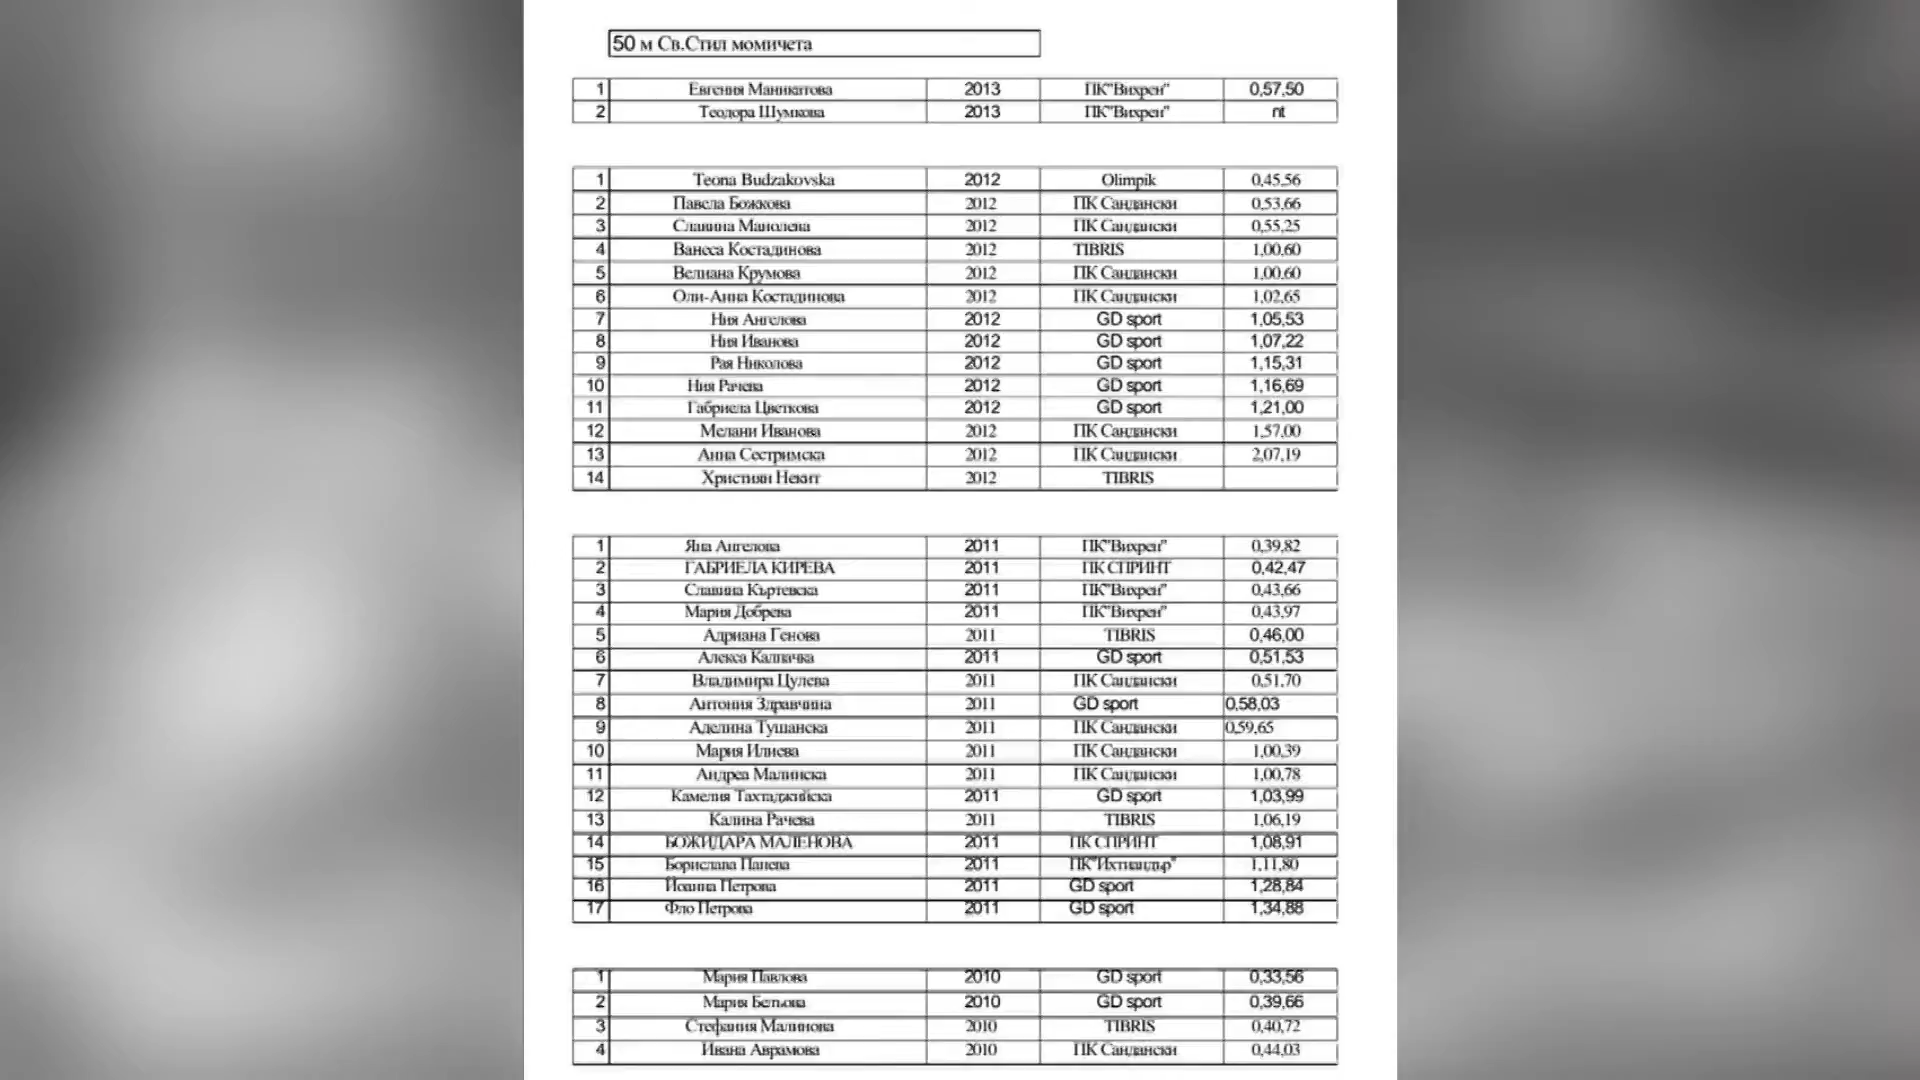 50 м Св.Стил момичета
1 Евгения Маникатова 2013 ПК"Вихрен" 0,57,50
2 Теодора Шумкова 2013 ПК"Вихрен" nt
1 Teona Budzakovska 2012 Olimpik 0,45,56
2 Павела Божкова 2012 ПК Сандански 0,53,66
3 Славина Манолева 2012 ПК Сандански 0,55,25
4 Ванеса Костадинова 2012 TIBRIS 1,00,60
5 Велиана Крумова 2012 ПК Сандански 1,00,60
6 Оли-Анна Костадинова 2012 ПК Сандански 1,02,65
7 Ния Ангелова 2012 GD sport 1,05,53
8 Ния Иванова 2012 GD sport 1,07,22
9 Рая Николова 2012 GD sport 1,15,31
10 Ния Рачева 2012 GD sport 1,16,69
11 Габриела Цветкова 2012 GD sport 1,21,00
12 Мелани Иванова 2012 ПК Сандански 1,57,00
13 Анна Сестримска 2012 ПК Сандански 2,07,19
14 Християн Некит 2012 TIBRIS
1 Яна Ангелова 2011 ПК"Вихрен" 0,39,82
2 ГАБРИЕЛА КИРЕВА 2011 ПК СПРИНТ 0,42,47
3 Славина Къртевска 2011 ПК"Вихрен" 0,43,66
4 Мария Добрева 2011 ПК"Вихрен" 0,43,97
5 Адриана Генова 2011 TIBRIS 0,46,00
6 Алекса Калпачка 2011 GD sport 0,51,53
7 Владимира Цулева 2011 ПК Сандански 0,51,70
8 Антония Здравчина 2011 GD sport 0,58,03
9 Аделина Тушанска 2011 ПК Сандански 0,59,65
10 Мария Илиева 2011 ПК Сандански 1,00,39
11 Андреа Малинска 2011 ПК Сандански 1,00,78
12 Камелия Тахтаджийска 2011 GD sport 1,03,99
13 Калина Рачева 2011 TIBRIS 1,06,19
14 БОЖИДАРА МАЛЕНОВА 2011 ПК СПРИНТ 1,08,91
15 Борислава Панева 2011 ПК"Ихтиандър" 1,11,80
16 Йоанна Петрова 2011 GD sport 1,28,84
17 Фло Петрова 2011 GD sport 1,34,88
1 Мария Павлова 2010 GD sport 0,33,56
2 Мария Бельова 2010 GD sport 0,39,66
3 Стефания Малинова 2010 TIBRIS 0,40,72
4 Ивана Аврамова 2010 ПК Сандански 0,44,03